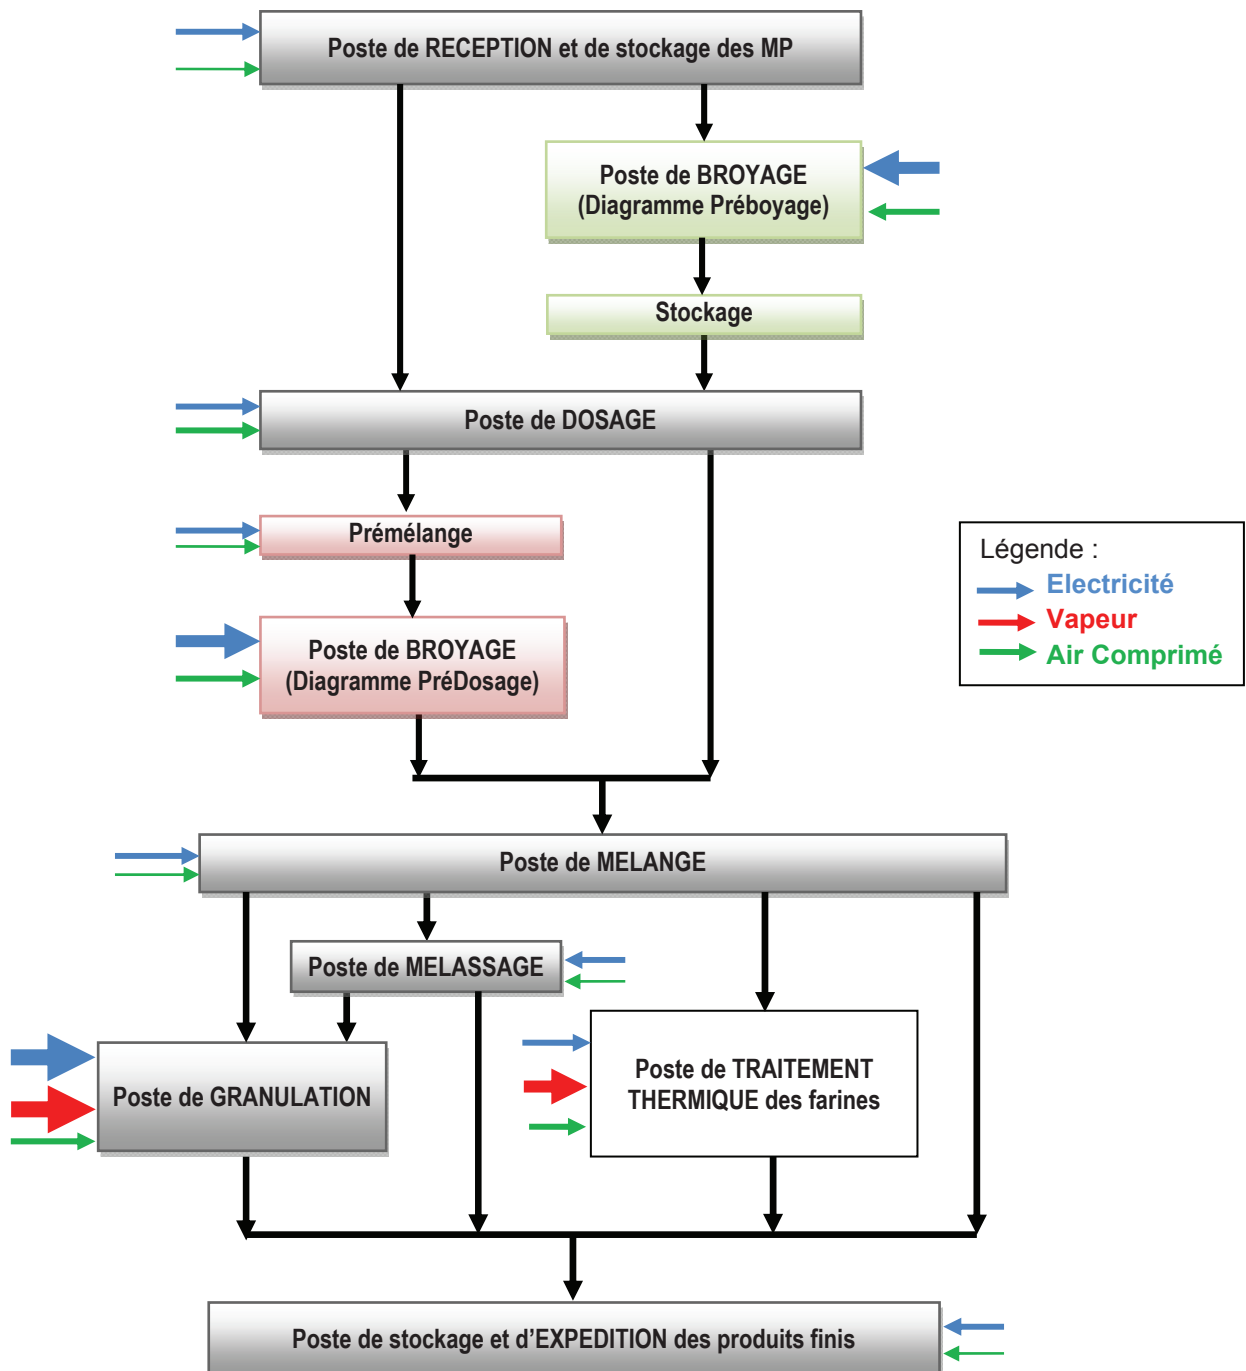 Poste de RECEPTION et de stockage des MP
Poste de BROYAGE
(Diagramme Préboyage)
Stockage
Poste de DOSAGE
Prémélange
Poste de BROYAGE
(Diagramme PréDosage)
Légende :
Electricité
Vapeur
Air Comprimé
Poste de MELANGE
Poste de MELASSAGE
Poste de GRANULATION
Poste de TRAITEMENT
THERMIQUE des farines
Poste de stockage et d'EXPEDITION des produits finis